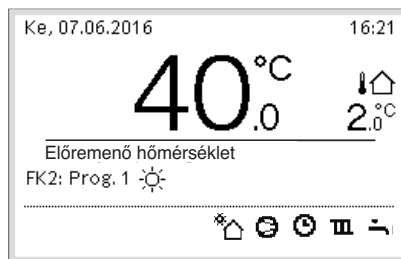 Ke, 07.06.2016 16:21
40.0 °C
2.0 °C
Előremenő hőmérséklet
FK2: Prog. 1